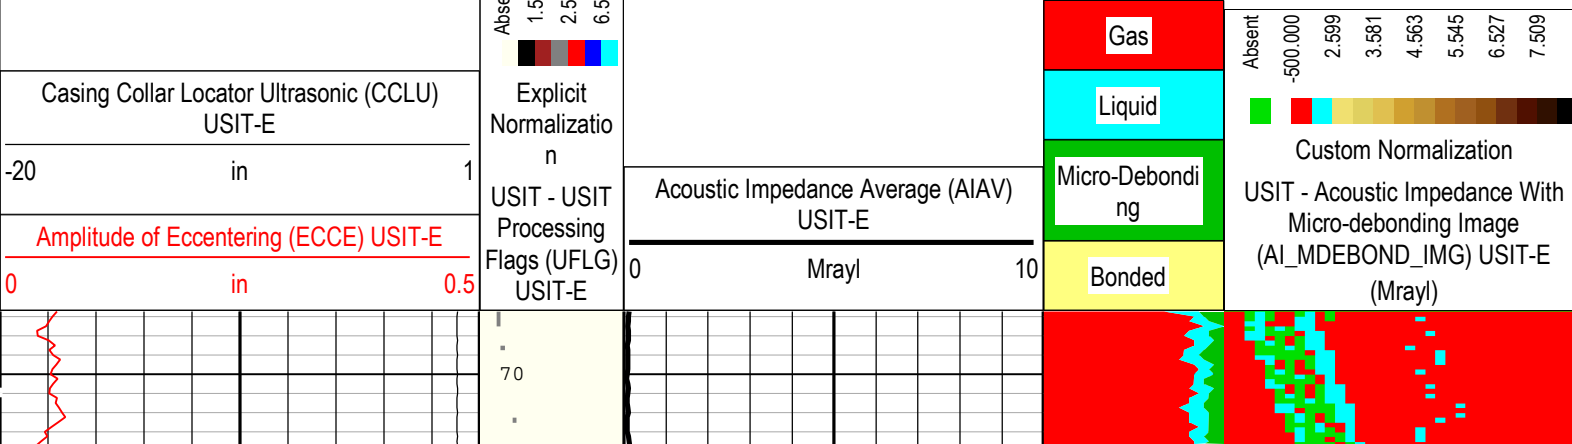 Casing Collar Locator Ultrasonic (CCLU)
USIT-E
-20 in 1
Amplitude of Eccentering (ECCE) USIT-E
0 in 0.5
1.5
2.5
6.5
Explicit
Normalizatio
n
USIT - USIT
Processing
Flags (UFLG)
USIT-E
Acoustic Impedance Average (AIAV)
USIT-E
0 Mrayl 10
Gas
Liquid
Micro-Debondi
ng
Bonded
Absent
-500.000
2.599
3.581
4.563
5.545
6.527
7.509
Custom Normalization
USIT - Acoustic Impedance With
Micro-debonding Image
(AI_MDEBOND_IMG) USIT-E
(Mrayl)
70